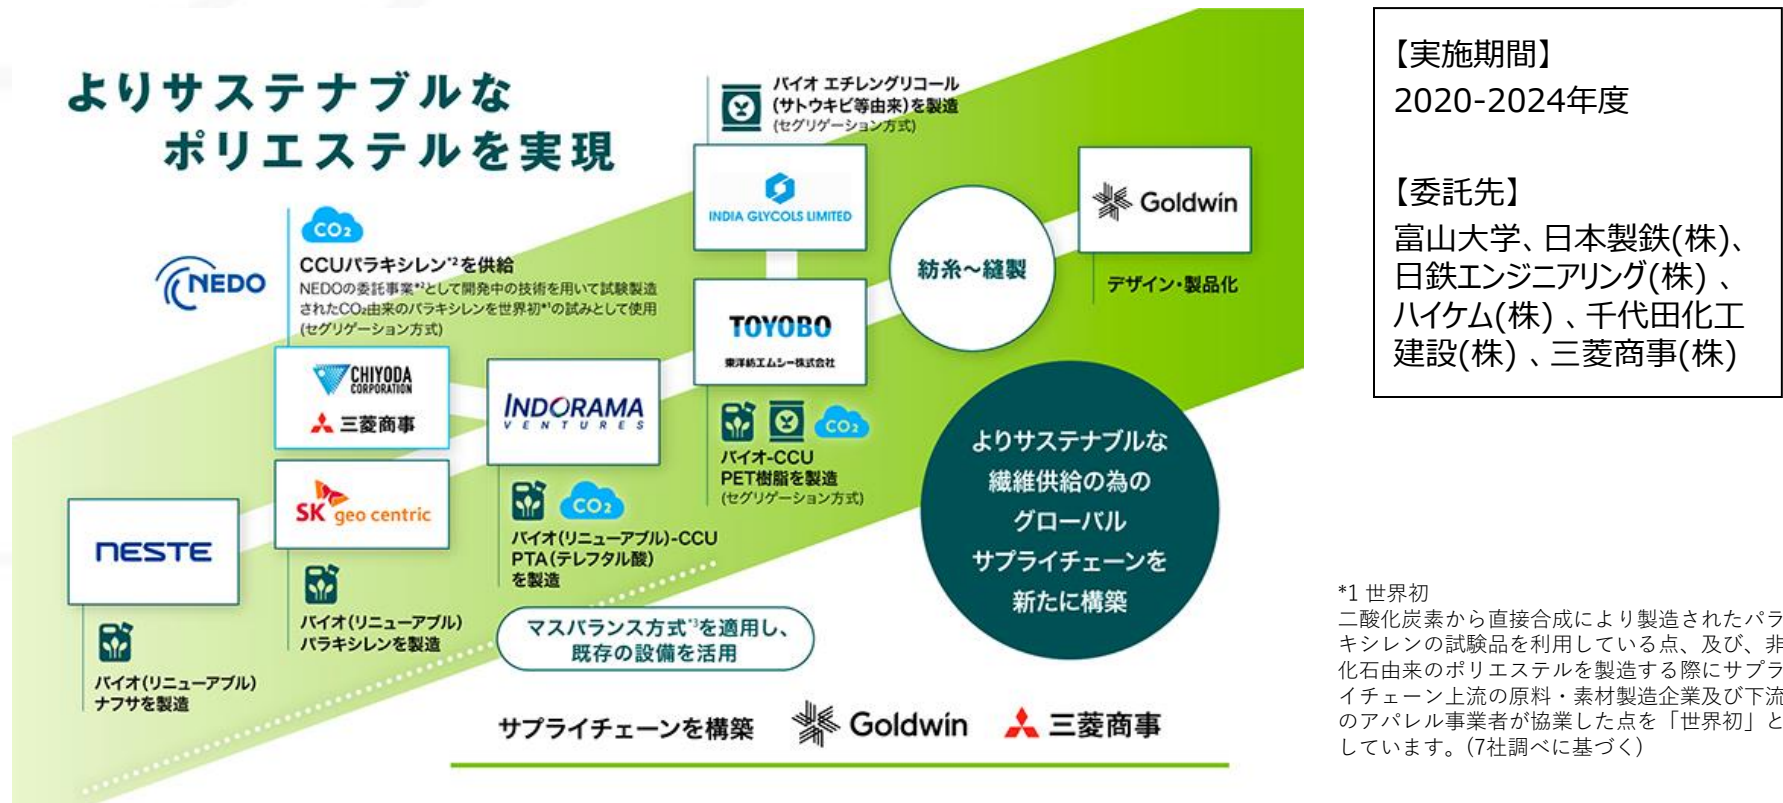 よりサステナブルな
ポリエステルを実現
NEDO
CO₂
CCUパラキシレン*²を供給
NEDOの委託事業*²として開発中の技術を用いて試験製造
されたCO₂由来のパラキシレンを世界初*¹の試みとして使用
(セグリゲーション方式)
バイオ エチレングリコール
(サトウキビ等由来)を製造
(セグリゲーション方式)
INDIA GLYCOLS LIMITED
CHIYODA
CORPORATION
三菱商事
SK geo centric
NESTE
バイオ(リニューアブル)
ナフサを製造
バイオ(リニューアブル)
パラキシレンを製造
INDORAMA
VENTURES
CO₂
バイオ(リニューアブル)-CCU
PTA(テレフタル酸)
を製造
TOYOBO
東洋紡エムシー株式会社
CO₂
バイオ-CCU
PET樹脂を製造
(セグリゲーション方式)
紡糸～縫製
Goldwin
デザイン・製品化
よりサステナブルな
繊維供給の為の
グローバル
サプライチェーンを
新たに構築
マスバランス方式*³を適用し、
既存の設備を活用
サプライチェーンを構築 Goldwin 三菱商事
【実施期間】
2020-2024年度
【委託先】
富山大学、日本製鉄(株)、
日鉄エンジニアリング(株) 、
ハイケム(株) 、千代田化工
建設(株) 、三菱商事(株)
*1 世界初
二酸化炭素から直接合成により製造されたパラ
キシレンの試験品を利用している点、及び、非
化石由来のポリエステルを製造する際にサプラ
イチェーン上流の原料・素材製造企業及び下流
のアパレル事業者が協業した点を「世界初」と
しています。(7社調べに基づく)